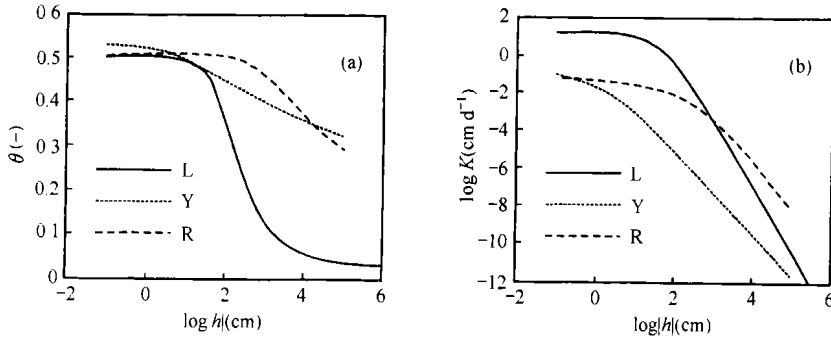 0 6
0 5
0 4
0 3
0 2
0 1
0
θ (−)
(a)
L
Y
R
−2
0
2
4
6
log h|(cm)
2
0
−2
−4
−6
−8
−10
−12
log K(cm d⁻¹)
(b)
L
Y
R
−2
0
2
4
6
log|h|(cm)